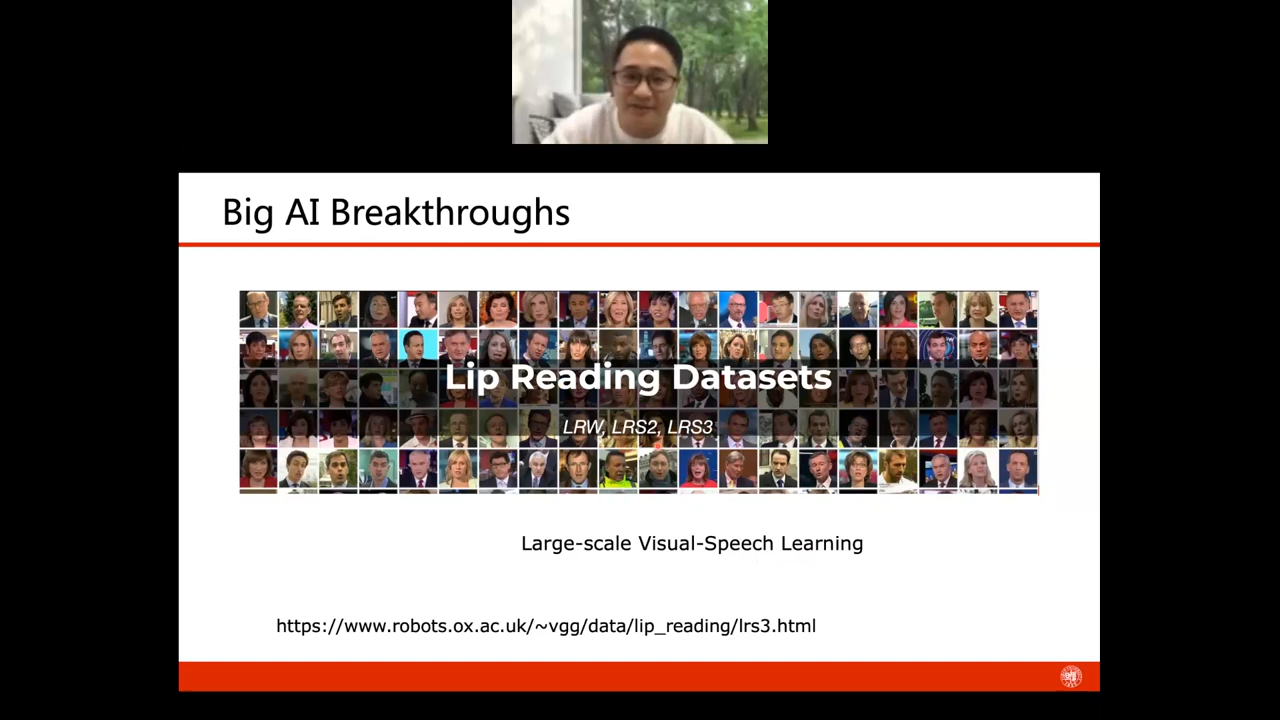 Big AI Breakthroughs
Lip Reading Datasets
LRW, LRS2, LRS3
Large-scale Visual-Speech Learning
https://www.robots.ox.ac.uk/~vgg/data/lip_reading/lrs3.html